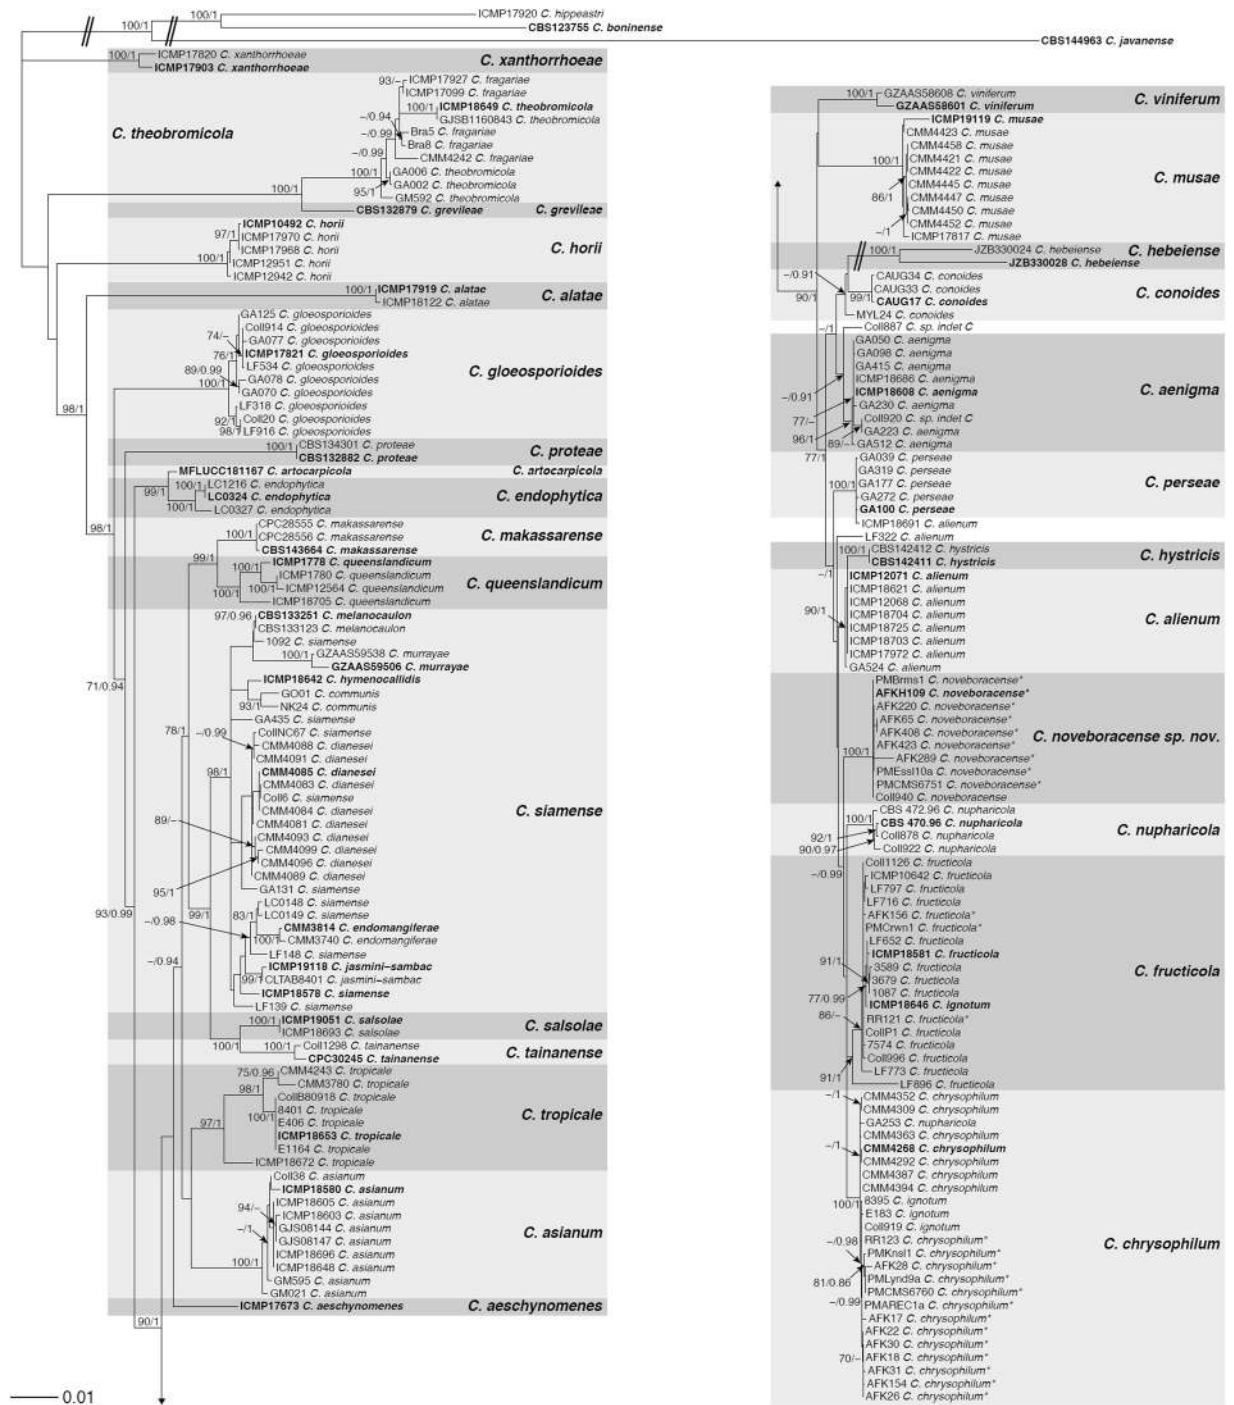 ICMP17920 C. hippeastri
100/1
CBS123755 C. boninense
100/1
CBS144963 C. javanense
100/1
ICMP17820 C. xanthorrhoeae
ICMP17903 C. xanthorrhoeae
C. xanthorrhoeae
93/–
ICMP17927 C. fragariae
ICMP17099 C. fragariae
100/1
ICMP18649 C. theobromicola
–/0.94
GJSB1160843 C. theobromicola
C. theobromicola
–/0.99
Bra5 C. fragariae
Bra8 C. fragariae
–/0.99
CMM4242 C. fragariae
100/1
GA006 C. theobromicola
100/1
95/1
GA002 C. theobromicola
GM592 C. theobromicola
CBS132879 C. grevileae
C. grevileae
ICMP10492 C. horii
97/1
ICMP17970 C. horii
ICMP17968 C. horii
C. horii
100/1
ICMP12951 C. horii
ICMP12942 C. horii
100/1
ICMP17919 C. alatae
ICMP18122 C. alatae
C. alatae
GA125 C. gloeosporioides
Coll914 C. gloeosporioides
74/–
GA077 C. gloeosporioides
76/1
ICMP17821 C. gloeosporioides
89/0.99
LF534 C. gloeosporioides
C. gloeosporioides
100/1
GA078 C. gloeosporioides
GA070 C. gloeosporioides
LF318 C. gloeosporioides
98/1
92/1
Coll20 C. gloeosporioides
98/1
LF916 C. gloeosporioides
100/1
CBS134301 C. proteae
CBS132882 C. proteae
C. proteae
MFLUCC181167 C. artocarpicola
C. artocarpicola
99/1
100/1
LC1216 C. endophytica
LC0324 C. endophytica
C. endophytica
100/1
LC0327 C. endophytica
98/1
CPC28555 C. makassarense
100/1
CPC28556 C. makassarense
C. makassarense
CBS143664 C. makassarense
99/1
ICMP1778 C. queenslandicum
100/1
ICMP1780 C. queenslandicum
100/1
ICMP12564 C. queenslandicum
C. queenslandicum
100/1
ICMP18705 C. queenslandicum
97/0.96
CBS133251 C. melanocaulon
CBS133123 C. melanocaulon
1092 C. siamense
100/1
GZAAS59538 C. murrayae
GZAAS59506 C. murrayae
71/0.94
ICMP18642 C. hymenocallidis
GO01 C. communis
93/1
NK24 C. communis
GA435 C. siamense
78/1
–/0.99
CollNC67 C. siamense
CMM4088 C. dianesei
CMM4091 C. dianesei
98/1
CMM4085 C. dianesei
CMM4083 C. dianesei
Coll6 C. siamense
CMM4084 C. dianesei
C. siamense
89/–
CMM4081 C. dianesei
CMM4093 C. dianesei
CMM4099 C. dianesei
CMM4096 C. dianesei
CMM4089 C. dianesei
95/1
GA131 C. siamense
LC0148 C. siamense
93/0.99
99/1
83/1
LC0149 C. siamense
–/0.98
CMM3814 C. endomangiferae
100/1
CMM3740 C. endomangiferae
LF148 C. siamense
–/0.94
ICMP19118 C. jasmini–sambac
99/1
CLTAB8401 C. jasmini–sambac
ICMP18578 C. siamense
LF139 C. siamense
100/1
ICMP19051 C. salsolae
ICMP18693 C. salsolae
C. salsolae
100/1
100/1
Coll1298 C. tainanense
CPC30245 C. tainanense
C. tainanense
75/0.96
CMM4243 C. tropicale
CMM3780 C. tropicale
98/1
CollB80918 C. tropicale
8401 C. tropicale
100/1
E406 C. tropicale
C. tropicale
97/1
ICMP18653 C. tropicale
E1164 C. tropicale
ICMP18672 C. tropicale
Coll38 C. asianum
ICMP18580 C. asianum
94/–
ICMP18605 C. asianum
ICMP18603 C. asianum
–/1
GJS08144 C. asianum
C. asianum
GJS08147 C. asianum
ICMP18696 C. asianum
100/1
ICMP18648 C. asianum
GM595 C. asianum
GM021 C. asianum
ICMP17673 C. aeschynomenes
C. aeschynomenes
90/1
0.01
100/1
GZAAS58608 C. viniferum
GZAAS58601 C. viniferum
C. viniferum
ICMP19119 C. musae
CMM4423 C. musae
CMM4458 C. musae
100/1
CMM4421 C. musae
CMM4422 C. musae
C. musae
CMM4445 C. musae
86/1
CMM4447 C. musae
CMM4450 C. musae
–/1
CMM4452 C. musae
ICMP17817 C. musae
100/1
JZB330024 C. hebeiense
C. hebeiense
JZB330028 C. hebeiense
–/0.91
CAUG34 C. conoides
90/1
CAUG33 C. conoides
C. conoides
99/1
CAUG17 C. conoides
MYL24 C. conoides
–/1
Coll887 C. sp. indet C
GA050 C. aenigma
GA098 C. aenigma
GA415 C. aenigma
ICMP18686 C. aenigma
C. aenigma
–/0.91
ICMP18608 C. aenigma
GA230 C. aenigma
77/–
Coll920 C. sp. indet C
96/1
GA223 C. aenigma
89/–
GA512 C. aenigma
77/1
GA039 C. perseae
GA319 C. perseae
100/1
GA177 C. perseae
C. perseae
GA272 C. perseae
GA100 C. perseae
ICMP18691 C. alienum
LF322 C. alienum
100/1
CBS142412 C. hystricis
CBS142411 C. hystricis
C. hystricis
–/1
ICMP12071 C. alienum
ICMP18621 C. alienum
ICMP12068 C. alienum
90/1
ICMP18704 C. alienum
C. alienum
ICMP18725 C. alienum
ICMP18703 C. alienum
ICMP17972 C. alienum
GA524 C. alienum
PMBrms1 C. noveboracense*
AFKH109 C. noveboracense*
AFK220 C. noveboracense*
AFK65 C. noveboracense*
AFK408 C. noveboracense*
C. noveboracense sp. nov.
100/1
AFK423 C. noveboracense*
AFK289 C. noveboracense*
PMEssl10a C. noveboracense*
PMCMS6751 C. noveboracense*
Coll940 C. noveboracense
CBS 472.96 C. nupharicola
100/1
CBS 470.96 C. nupharicola
C. nupharicola
92/1
Coll878 C. nupharicola
90/0.97
Coll922 C. nupharicola
Coll1126 C. fructicola
–/0.99
ICMP10642 C. fructicola
LF797 C. fructicola
LF716 C. fructicola
AFK156 C. fructicola*
PMCrwn1 C. fructicola*
LF652 C. fructicola
ICMP18581 C. fructicola
91/1
3589 C. fructicola
C. fructicola
3679 C. fructicola
1087 C. fructicola
77/0.99
ICMP18646 C. ignotum
86/–
RR121 C. fructicola*
CollP1 C. fructicola
7574 C. fructicola
Coll996 C. fructicola
91/1
LF773 C. fructicola
LF896 C. fructicola
–/1
CMM4352 C. chrysophilum
CMM4309 C. chrysophilum
GA253 C. nupharicola
CMM4363 C. chrysophilum
–/1
CMM4268 C. chrysophilum
CMM4292 C. chrysophilum
CMM4387 C. chrysophilum
CMM4394 C. chrysophilum
100/1
8395 C. ignotum
E183 C. ignotum
Coll919 C. ignotum
–/0.98
RR123 C. chrysophilum*
C. chrysophilum
PMKnsl1 C. chrysophilum*
AFK28 C. chrysophilum*
81/0.86
PMLynd9a C. chrysophilum*
PMCMS6760 C. chrysophilum*
–/0.99
PMAREC1a C. chrysophilum*
AFK17 C. chrysophilum*
AFK22 C. chrysophilum*
AFK30 C. chrysophilum*
70/–
AFK18 C. chrysophilum*
AFK31 C. chrysophilum*
AFK154 C. chrysophilum*
AFK26 C. chrysophilum*